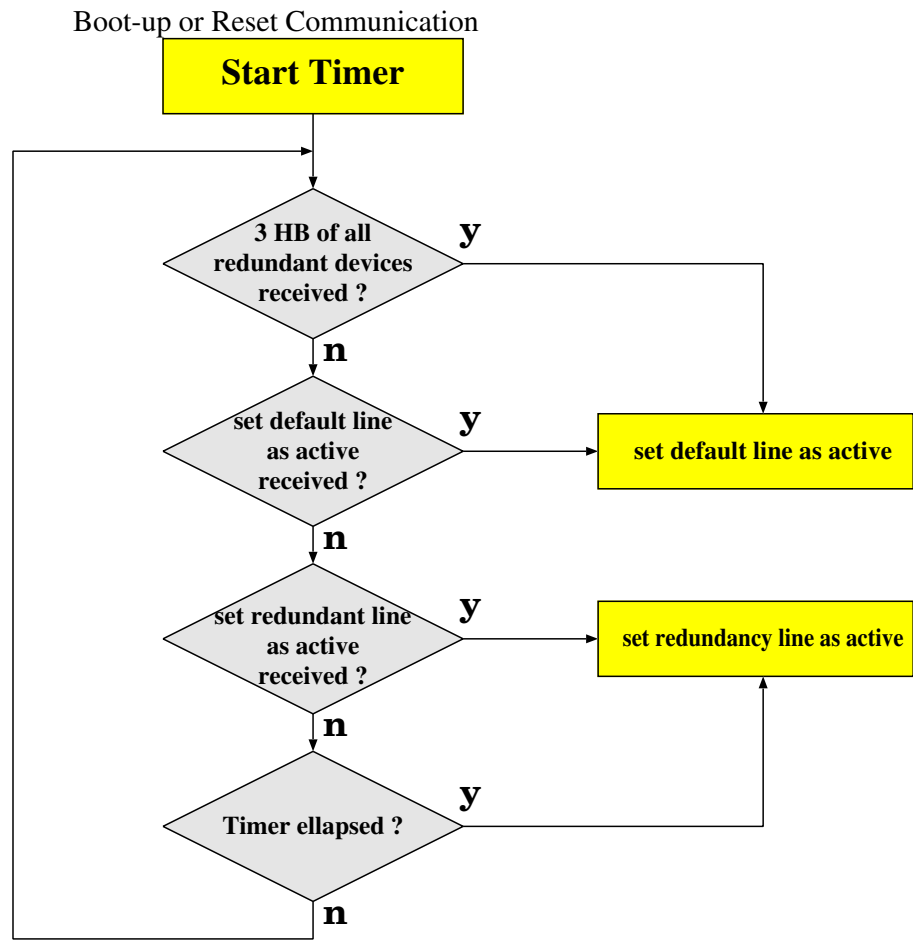 Boot-up or Reset Communication
Start Timer
3 HB of all
redundant devices
received ?
y
n
set default line
as active
received ?
y
set default line as active
n
set redundant line
as active
received ?
y
set redundancy line as active
n
Timer ellapsed ?
y
n